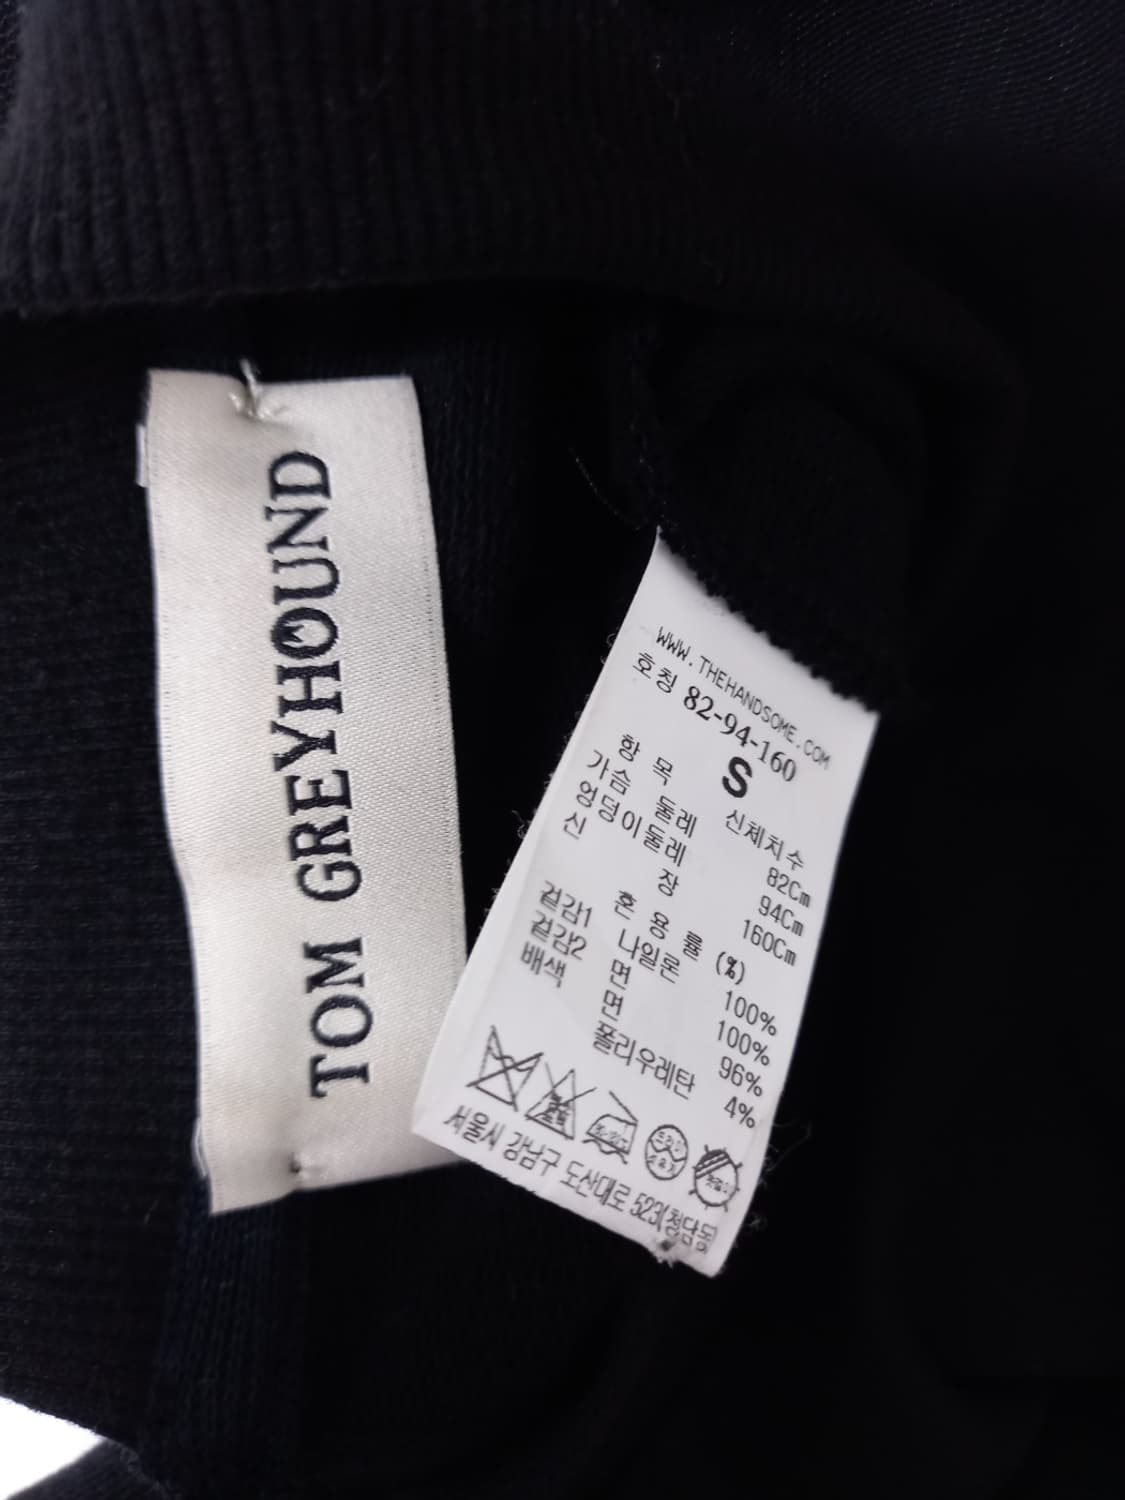 TOM GREYHOUND
WWW.THEHANDSOME.COM
호칭 82-94-160
S
항 목 신체치수
가슴 둘레 82Cm
엉덩이둘레 94Cm
신 장 160Cm
혼 용 률 (%)
겉감1 나일론 100%
겉감2 면 100%
배색 면 96%
폴리우레탄 4%
서울시 강남구 도산대로 523(청담동)